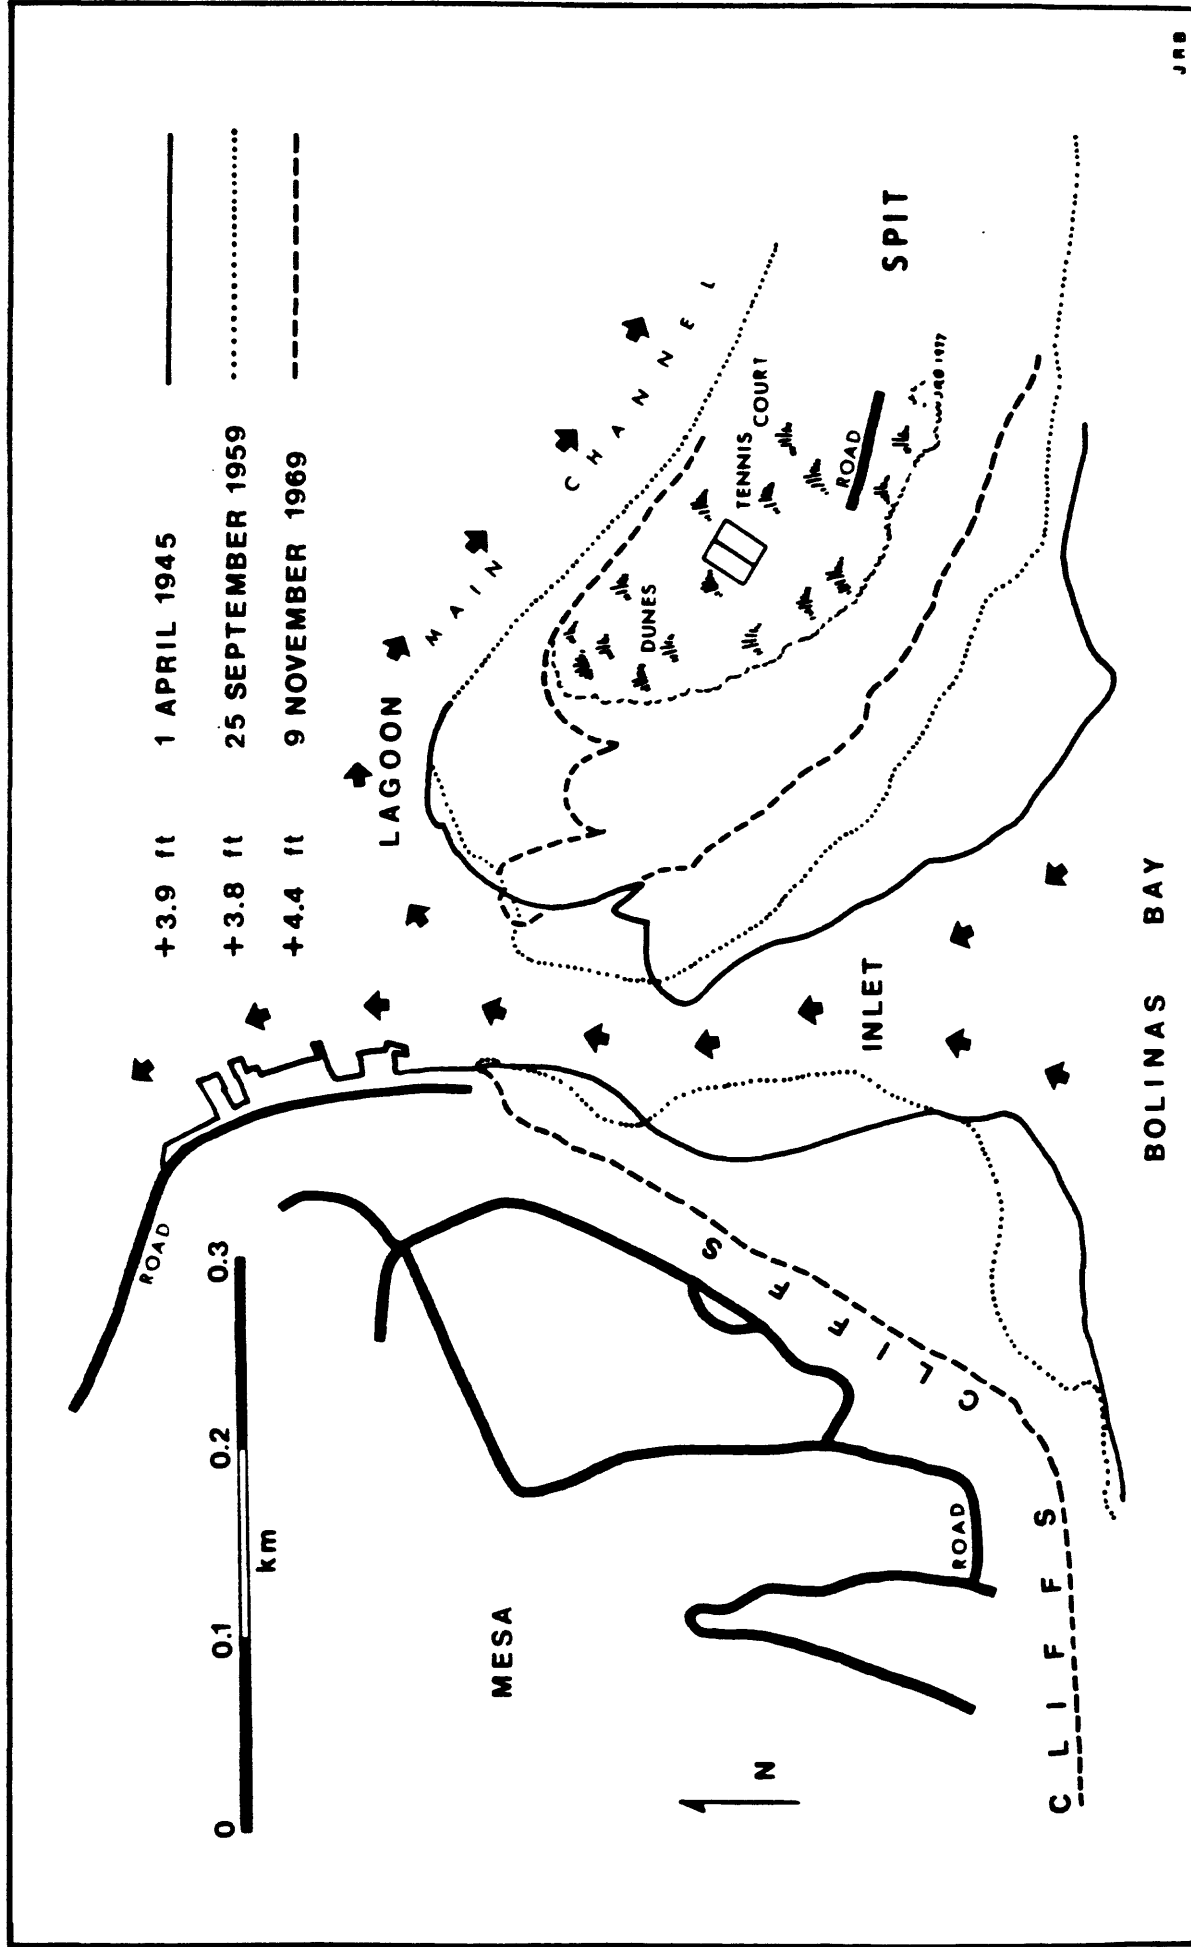 +3.9 ft 1 APRIL 1945
+3.8 ft 25 SEPTEMBER 1959
+4.4 ft 9 NOVEMBER 1969
0 0.1 0.2 0.3
km
ROAD
LAGOON
MAIN CHANNEL
MESA
N
DUNES
TENNIS
COURT
ROAD
SPIT
CLIFFS
ROAD
CLIFFS
INLET
JRB 1977
BOLINAS BAY
JRB